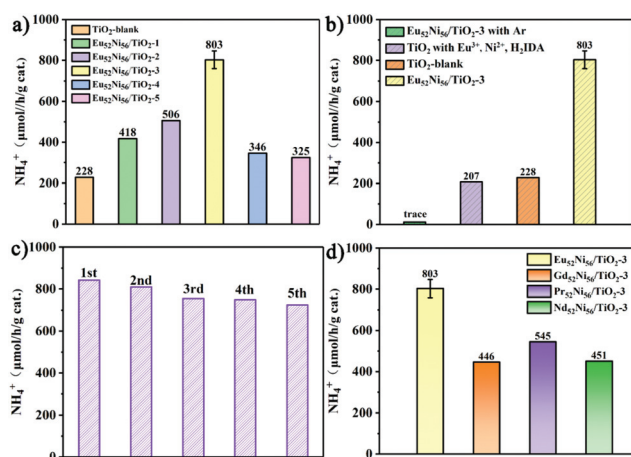 a)
TiO₂-blank
Eu₅₂Ni₅₆/TiO₂-1
Eu₅₂Ni₅₆/TiO₂-2
Eu₅₂Ni₅₆/TiO₂-3
Eu₅₂Ni₅₆/TiO₂-4
Eu₅₂Ni₅₆/TiO₂-5
NH₄⁺ (μmol//h/g cat.)
1000
800
600
400
200
0
228
418
506
803
346
325
b)
Eu₅₂Ni₅₆/TiO₂-3 with Ar
TiO₂ with Eu³⁺, Ni²⁺, H₂IDA
TiO₂-blank
Eu₅₂Ni₅₆/TiO₂-3
NH₄⁺ (μmol/h/g cat.)
1000
800
600
400
200
0
trace
207
228
803
c)
NH₄⁺ (μmol/h/g cat.)
1000
800
600
400
200
0
1st
2nd
3rd
4th
5th
d)
Eu₅₂Ni₅₆/TiO₂-3
Gd₅₂Ni₅₆/TiO₂-3
Pr₅₂Ni₅₆/TiO₂-3
Nd₅₂Ni₅₆/TiO₂-3
NH₄⁺ (μmol/h/g cat.)
1000
800
600
400
200
0
803
446
545
451